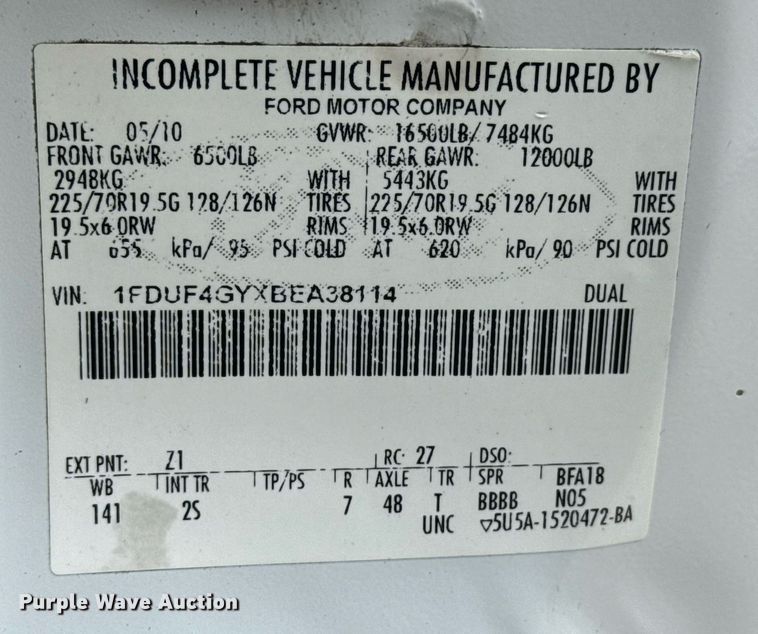 INCOMPLETE VEHICLE MANUFACTURED BY
FORD MOTOR COMPANY
DATE: 05/10 GVWR: 16500LB/ 7484KG
FRONT GAWR: 6500LB REAR GAWR: 12000LB
2948KG WITH 5443KG WITH
225/70R19.5G 128/126N TIRES 225/70R19.5G 128/126N TIRES
19.5x6.0RW RIMS 19.5x6.0RW RIMS
AT 655 kPa/ 95 PSI COLD AT 620 kPa/ 90 PSI COLD
VIN: 1FDUF4GYXBEA38114 DUAL
EXT PNT: Z1 RC: 27 DSO:
WB INT TR TP/PS R AXLE TR SPR BFA18
141 2S 7 48 T BBBB N05
UNC ▽5U5A-1520472-BA
Purple Wave Auction